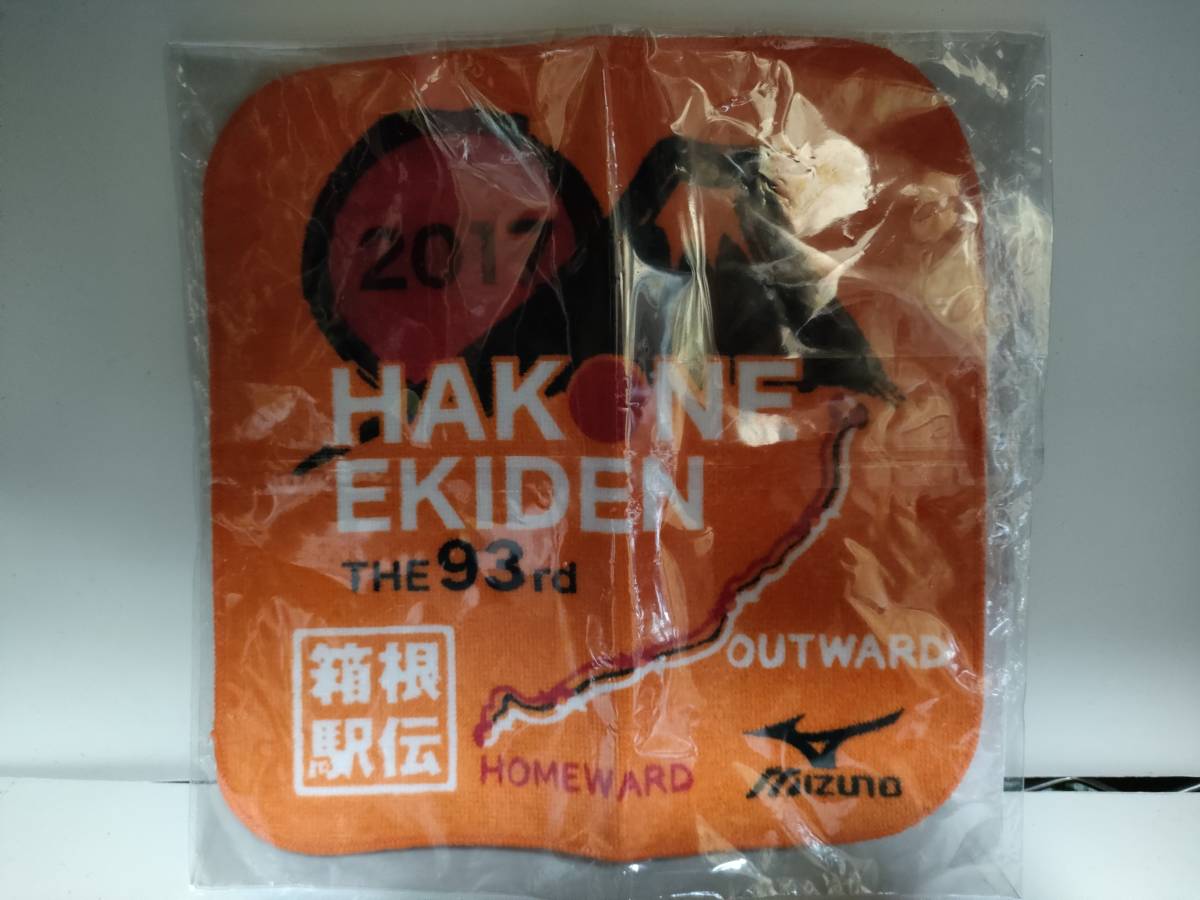 2017
HAKONE
EKIDEN
THE 93rd
OUTWARD
箱根
駅伝
HOMEWARD
MIZUNO